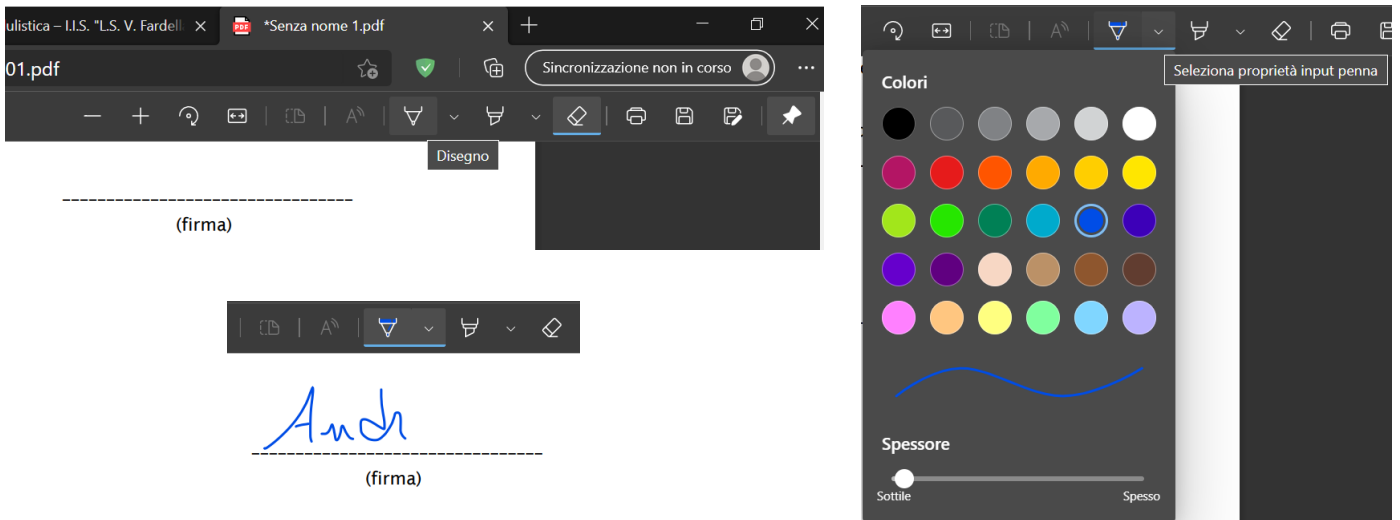 ulistica – I.I.S. "L.S. V. Fardell
PDF *Senza nome 1.pdf
01.pdf
Sincronizzazione non in corso
Disegno
(firma)
Andr
(firma)
Seleziona proprietà input penna
Colori
Spessore
Sottile Spesso